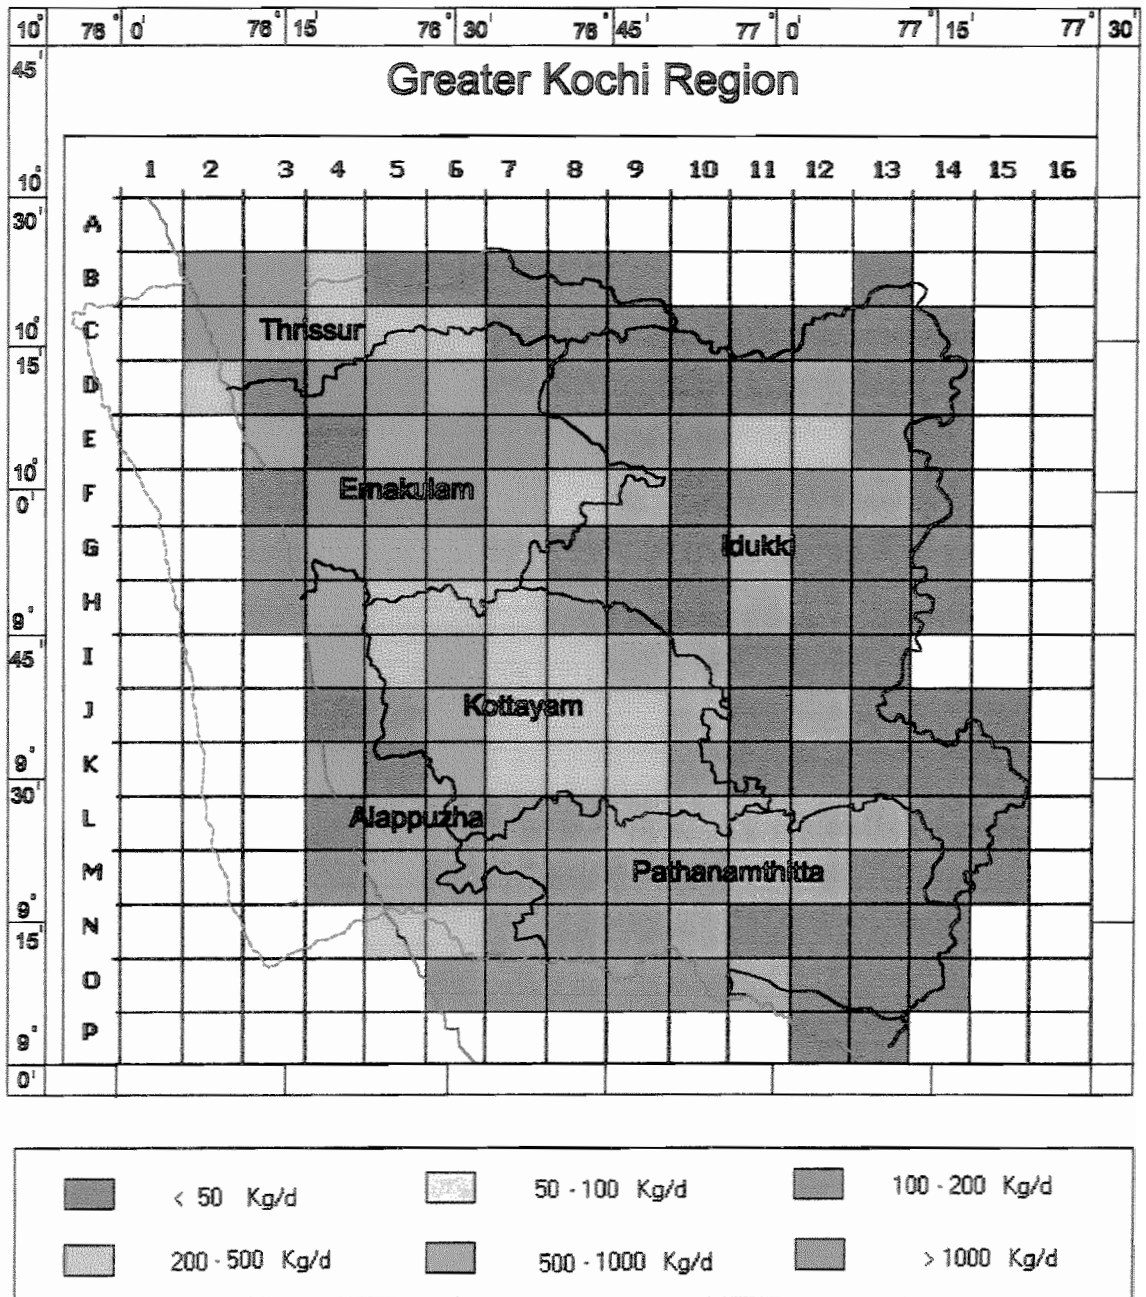 10° 76° 0' 76° 15' 76° 30' 76° 45' 77° 0' 77° 15' 77° 30'
45'
Greater Kochi Region
1 2 3 4 5 6 7 8 9 10 11 12 13 14 15 16
10°
30'
A
B
C
Thrissur
10°
15'
D
E
10°
0'
F
Ernakulam
G
Idukki
H
9°
45'
I
J
Kottayam
K
9°
30'
L
Alappuzha
M
Pathanamthitta
9°
15'
N
O
P
9°
0'
< 50 Kg/d
50 - 100 Kg/d
100 - 200 Kg/d
200 - 500 Kg/d
500 - 1000 Kg/d
> 1000 Kg/d